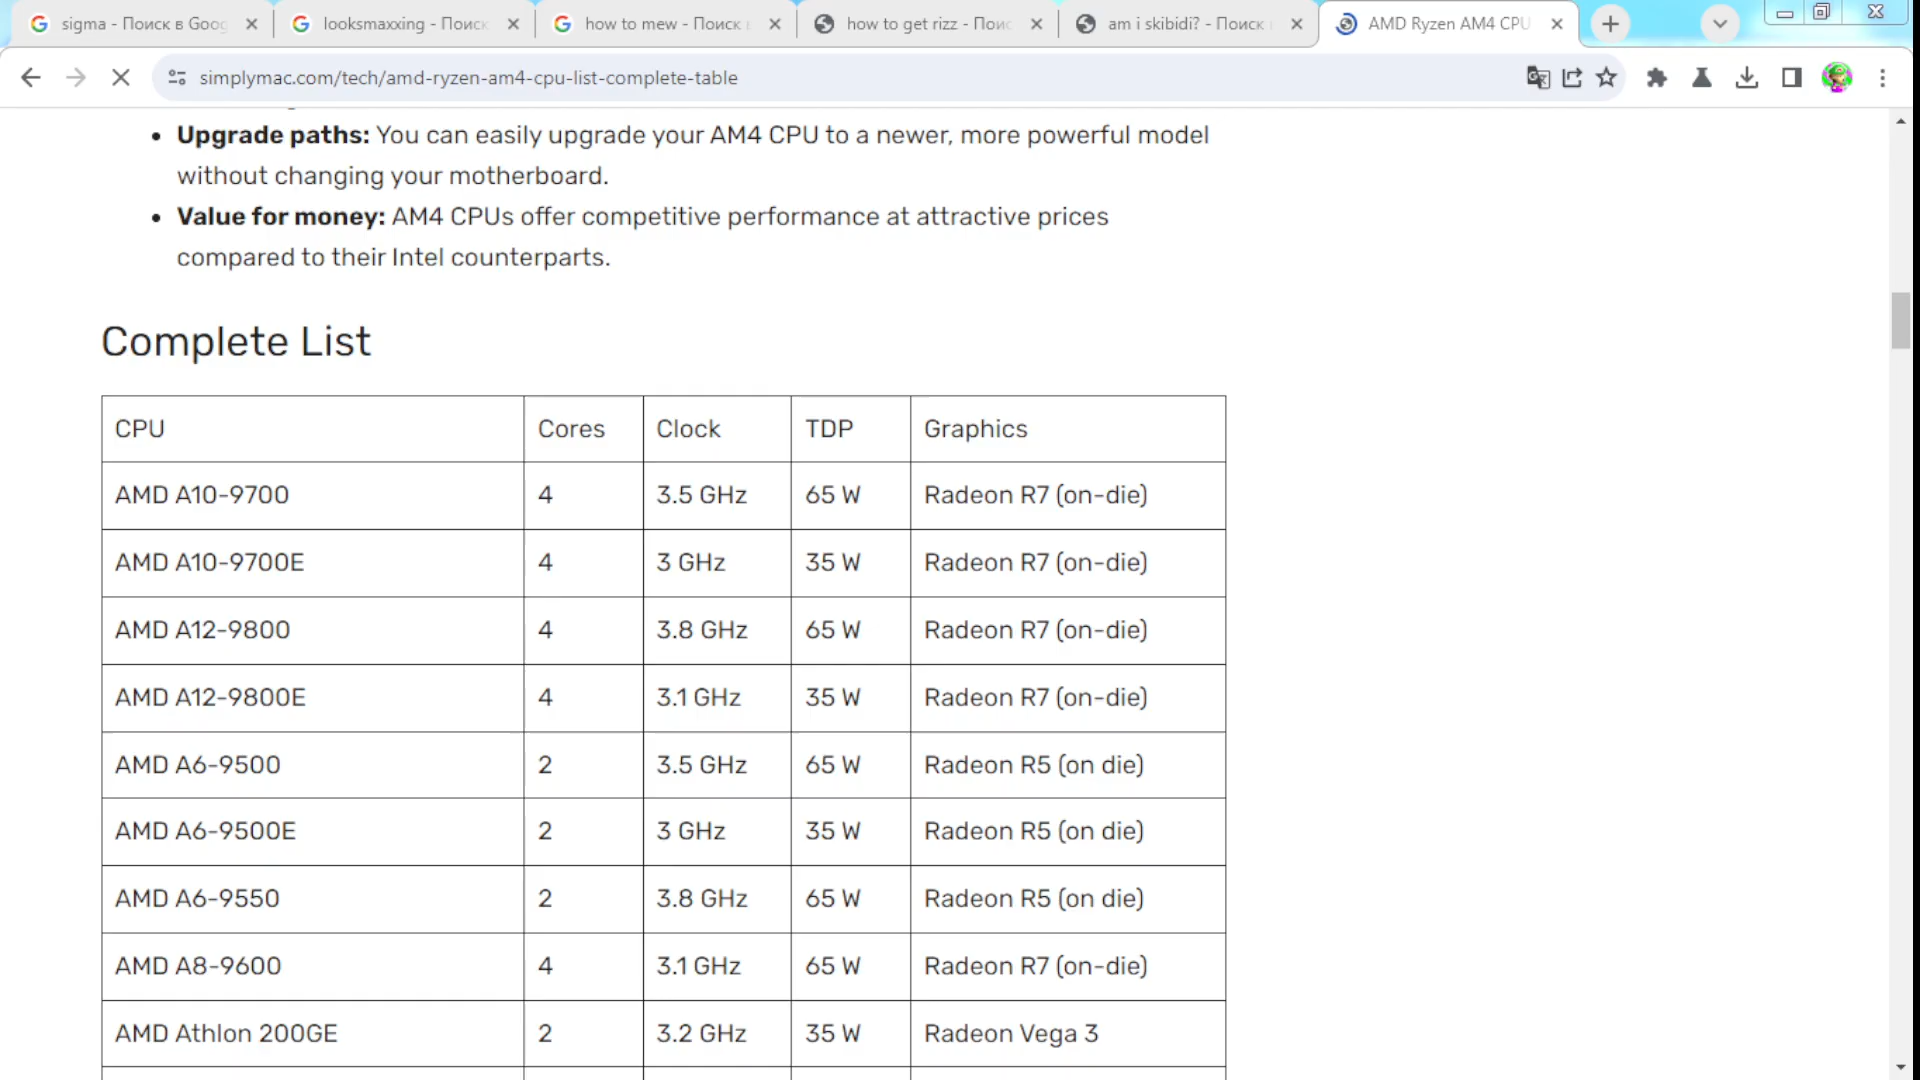 sigma - Поиск в Goog
looksmaxxing - Поиск
how to mew - Поиск в
how to get rizz - Поис
am i skibidi? - Поиск
AMD Ryzen AM4 CPU
simplymac.com/tech/amd-ryzen-am4-cpu-list-complete-table
• Upgrade paths: You can easily upgrade your AM4 CPU to a newer, more powerful model
without changing your motherboard.
• Value for money: AM4 CPUs offer competitive performance at attractive prices
compared to their Intel counterparts.
Complete List
CPU Cores Clock TDP Graphics
AMD A10-9700 4 3.5 GHz 65 W Radeon R7 (on-die)
AMD A10-9700E 4 3 GHz 35 W Radeon R7 (on-die)
AMD A12-9800 4 3.8 GHz 65 W Radeon R7 (on-die)
AMD A12-9800E 4 3.1 GHz 35 W Radeon R7 (on-die)
AMD A6-9500 2 3.5 GHz 65 W Radeon R5 (on die)
AMD A6-9500E 2 3 GHz 35 W Radeon R5 (on die)
AMD A6-9550 2 3.8 GHz 65 W Radeon R5 (on die)
AMD A8-9600 4 3.1 GHz 65 W Radeon R7 (on-die)
AMD Athlon 200GE 2 3.2 GHz 35 W Radeon Vega 3